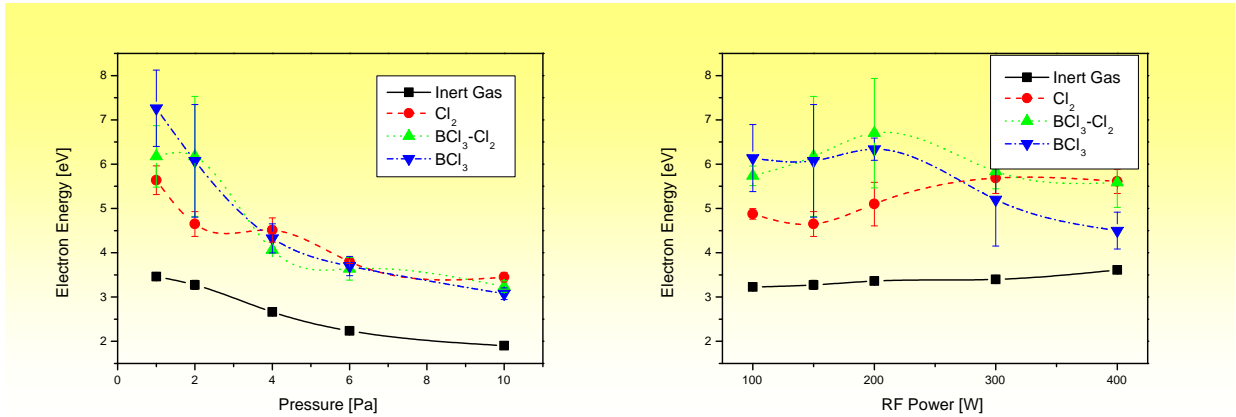 Electron Energy [eV]
8
7
6
5
4
3
2
0 2 4 6 8 10
Pressure [Pa]
Inert Gas
Cl2
BCl3-Cl2
BCl3
Electron Energy [eV]
8
7
6
5
4
3
2
100 200 300 400
RF Power [W]
Inert Gas
Cl2
BCl3-Cl2
BCl3